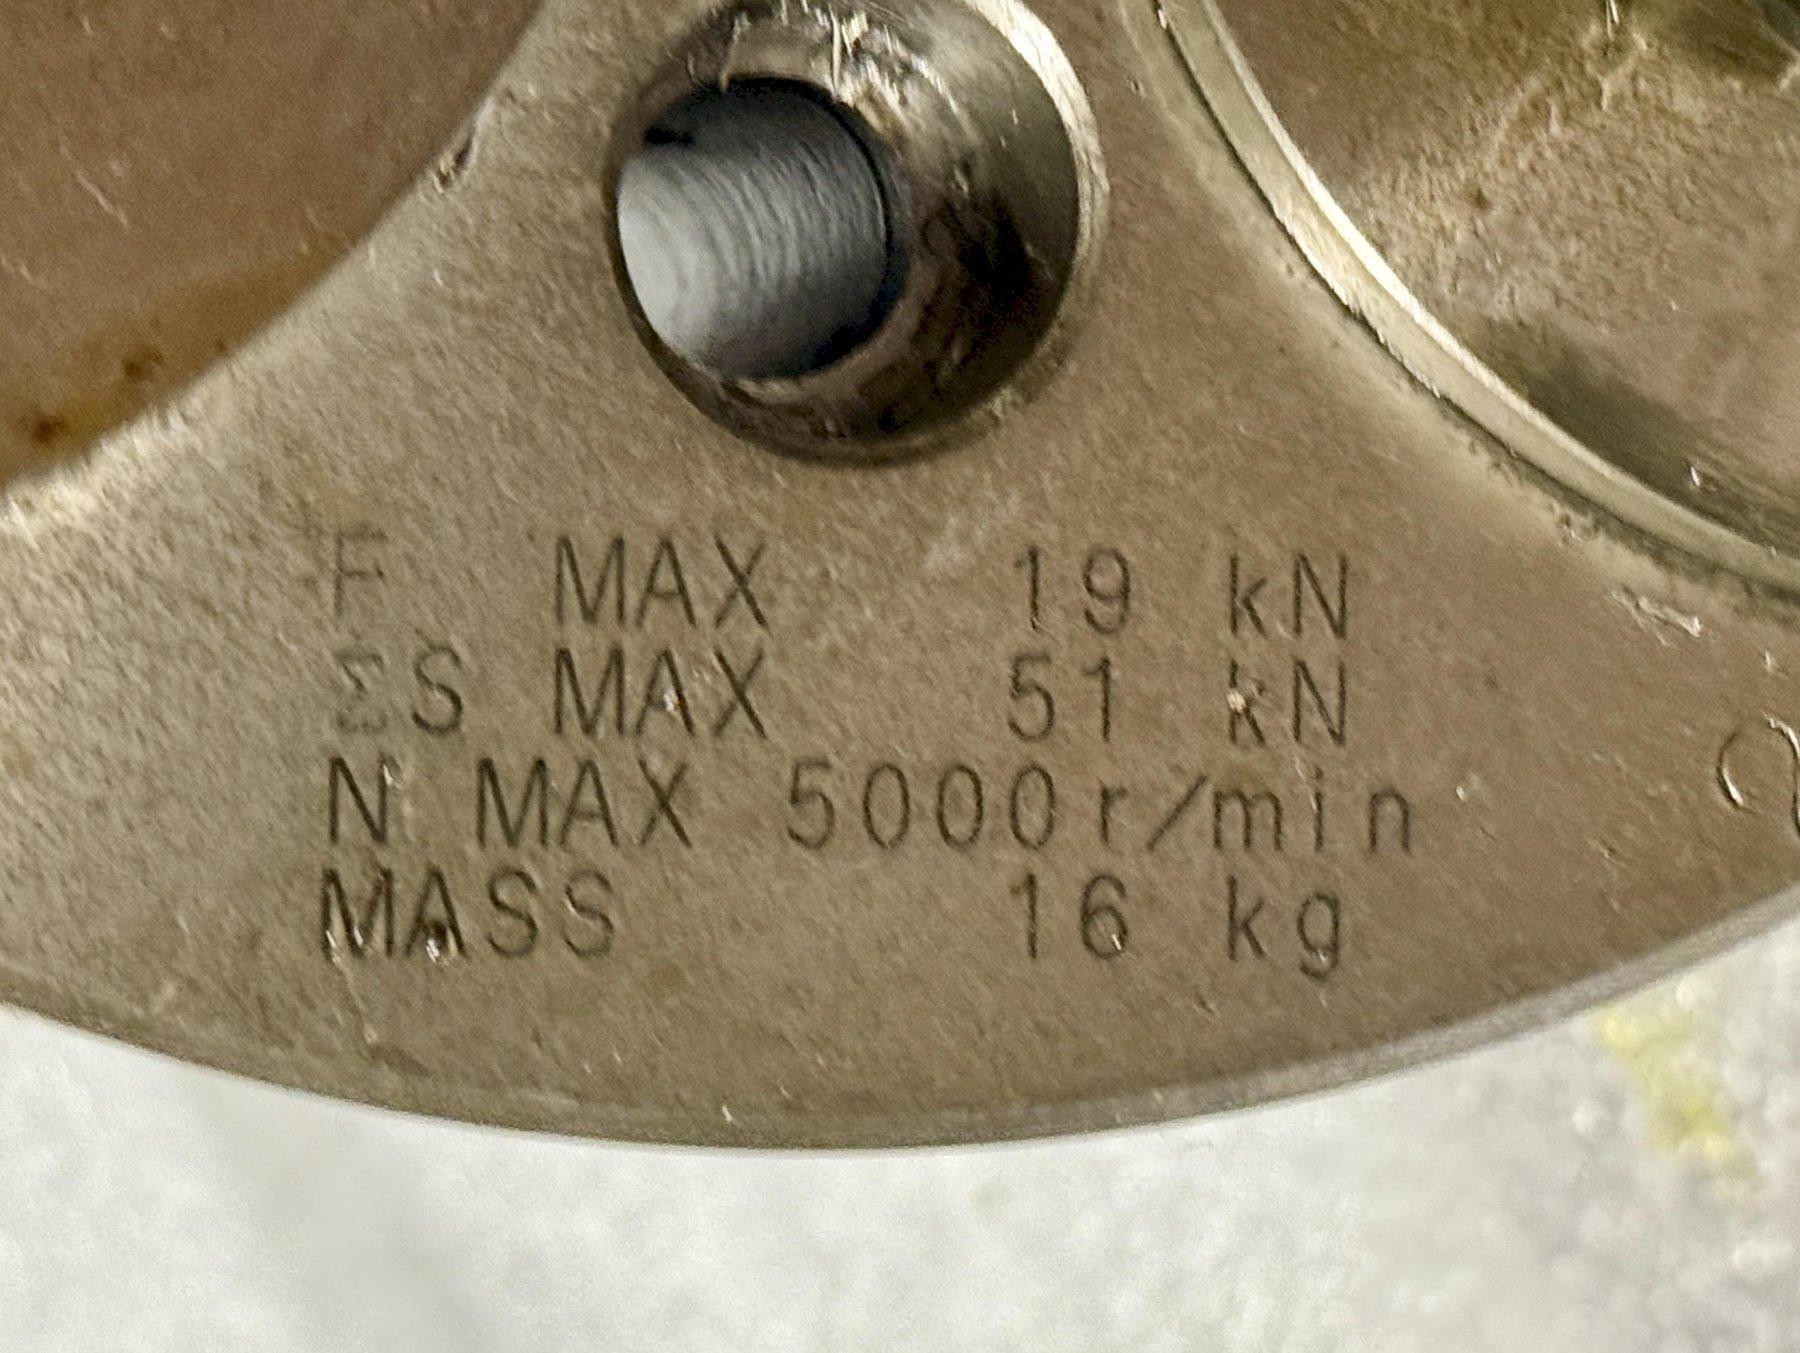 F MAX 19 kN
ΣS MAX 51 kN
N MAX 5000r/min
MASS 16 kg